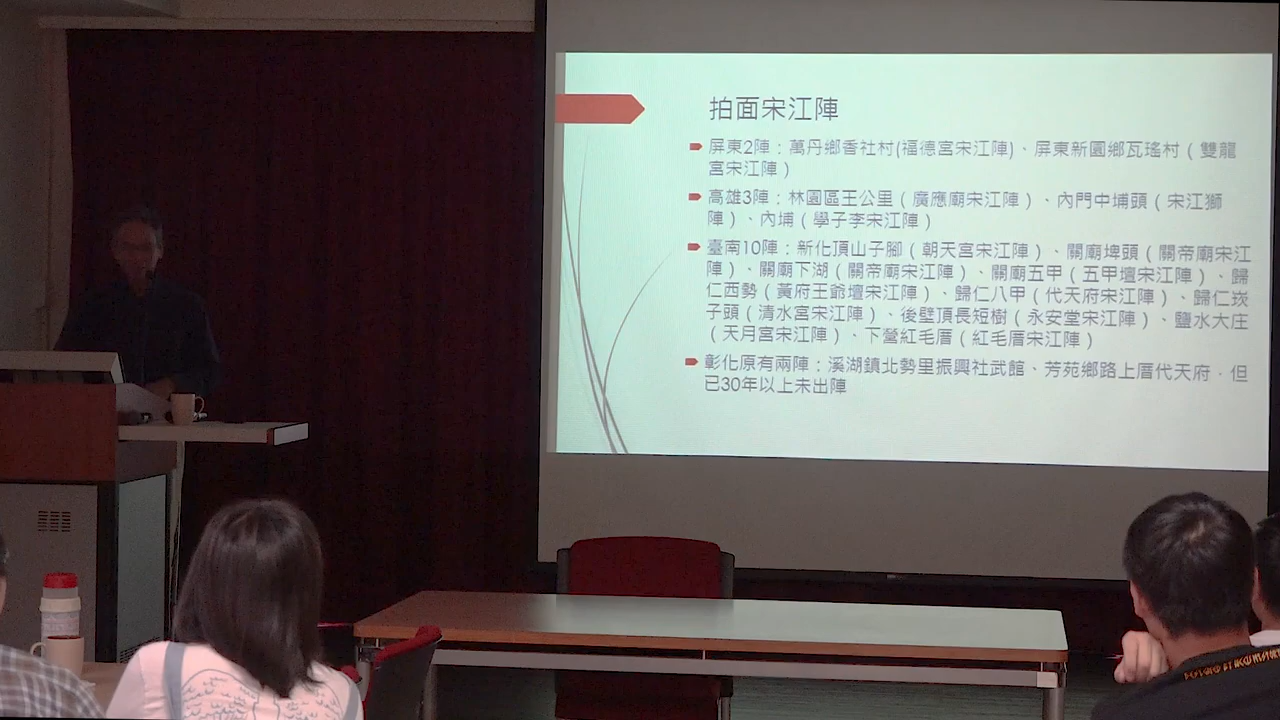 拍面宋江陣
屏東2陣：萬丹鄉香社村(福德宮宋江陣)、屏東新園鄉瓦瑤村（雙龍
宮宋江陣）
高雄3陣：林園區王公里（廣應廟宋江陣）、內門中埔頭（宋江獅
陣）、內埔（學子李宋江陣）
臺南10陣：新化頂山子腳（朝天宮宋江陣）、關廟埤頭（關帝廟宋江
陣）、關廟下湖（關帝廟宋江陣）、關廟五甲（五甲壇宋江陣）、歸
仁西勢（黃府王爺壇宋江陣）、歸仁八甲（代天府宋江陣）、歸仁崁
子頭（清水宮宋江陣）、後壁頂長短樹（永安堂宋江陣）、鹽水大庄
（天月宮宋江陣）、下營紅毛厝（紅毛厝宋江陣）
彰化原有兩陣：溪湖鎮北勢里振興社武館、芳苑鄉路上厝代天府，但
已30年以上未出陣